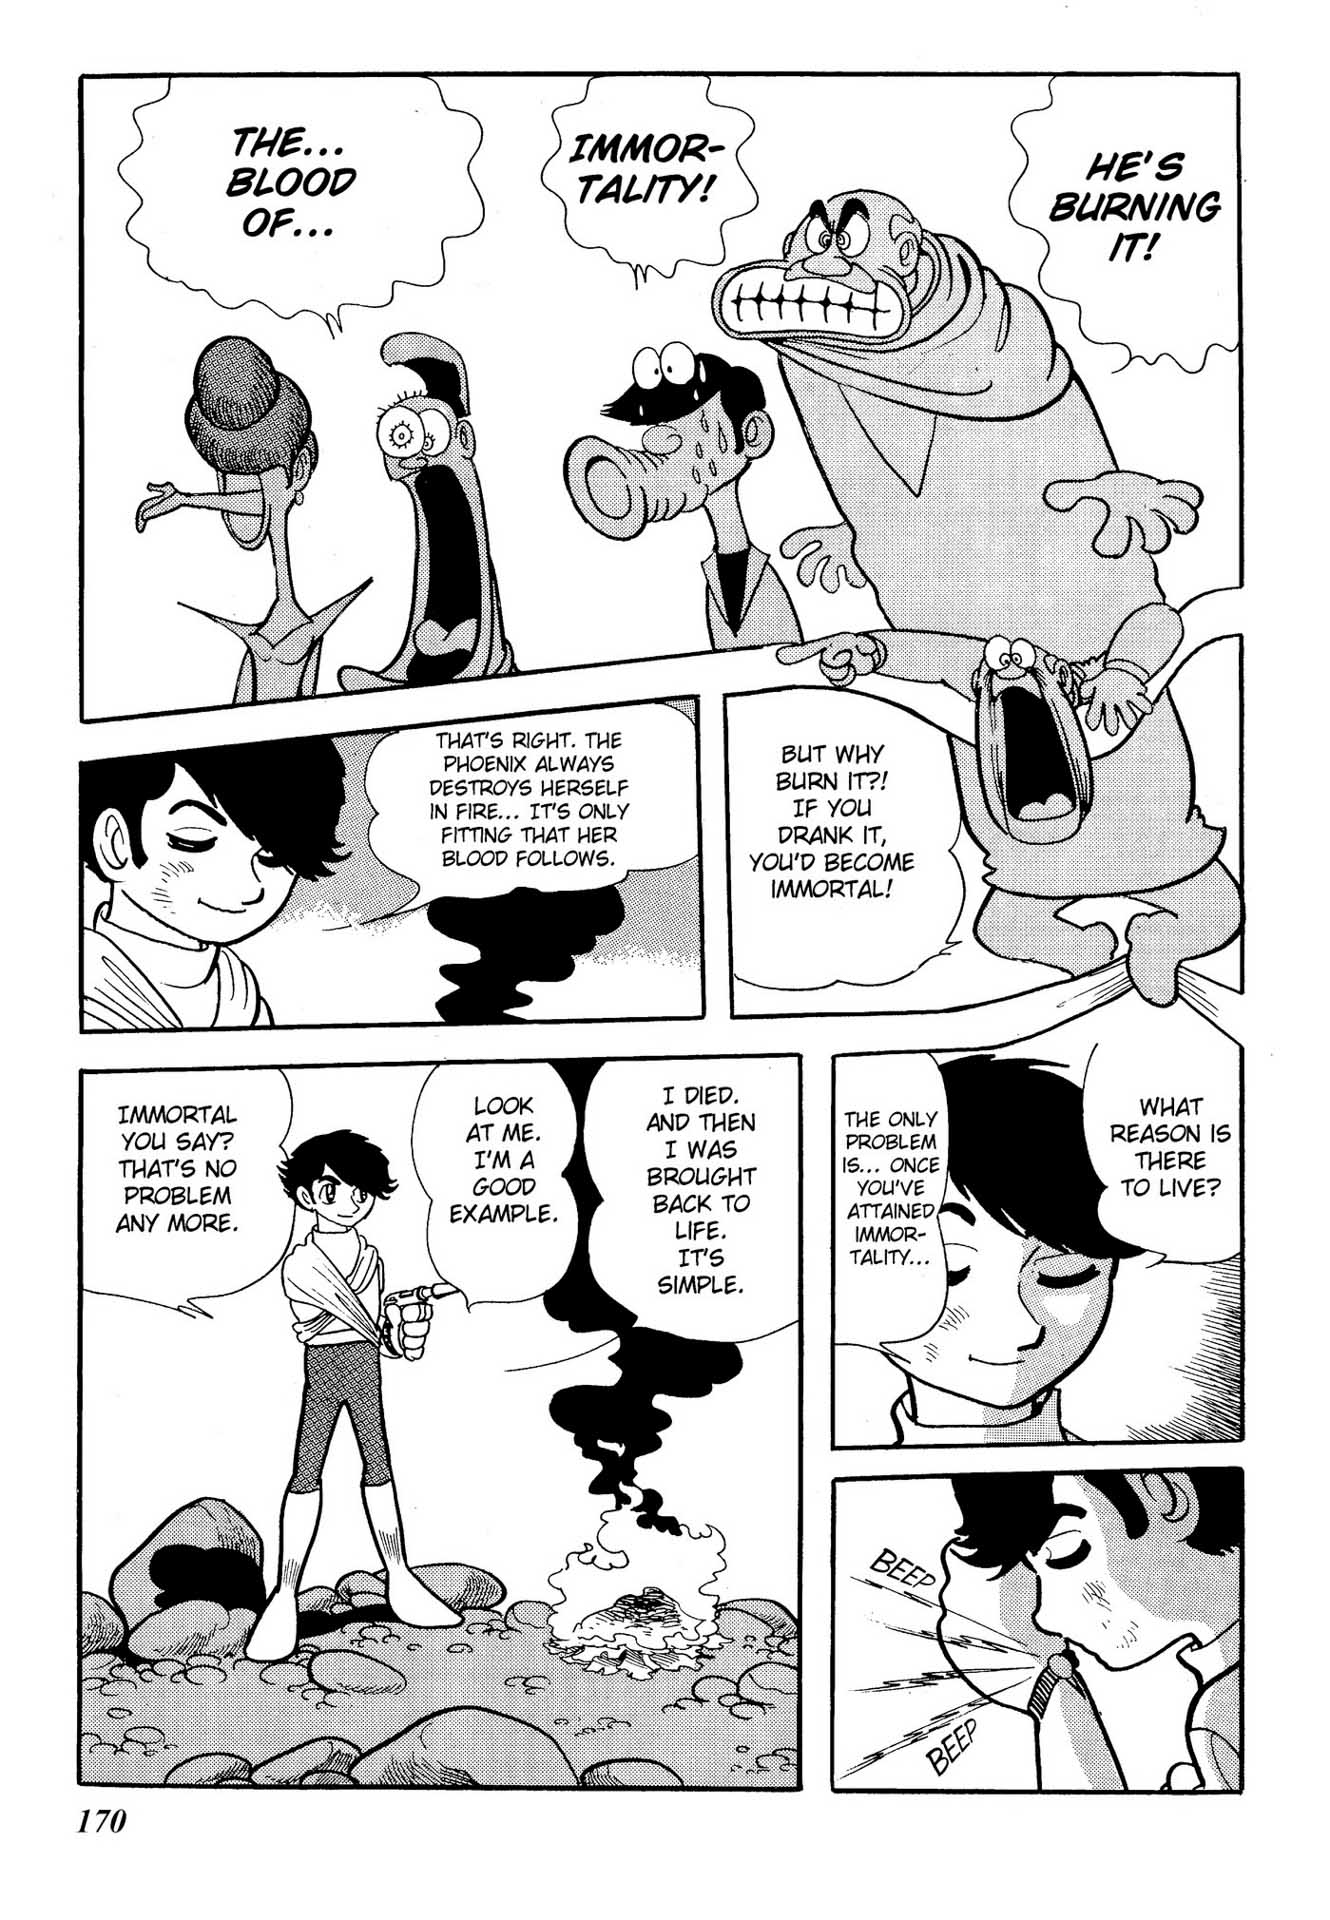 THE...
BLOOD
OF...
IMMOR-
TALITY!
HE'S
BURNING
IT!
THAT'S RIGHT. THE
PHOENIX ALWAYS
DESTROYS HERSELF
IN FIRE... IT'S ONLY
FITTING THAT HER
BLOOD FOLLOWS.
BUT WHY
BURN IT?!
IF YOU
DRANK IT,
YOU'D BECOME
IMMORTAL!
IMMORTAL
YOU SAY?
THAT'S NO
PROBLEM
ANY MORE.
LOOK
AT ME.
I'M A
GOOD
EXAMPLE.
I DIED.
AND THEN
I WAS
BROUGHT
BACK TO
LIFE.
IT'S
SIMPLE.
THE ONLY
PROBLEM
IS... ONCE
YOU'VE
ATTAINED
IMMOR-
TALITY...
WHAT
REASON IS
THERE
TO LIVE?
BEEP
BEEP
170